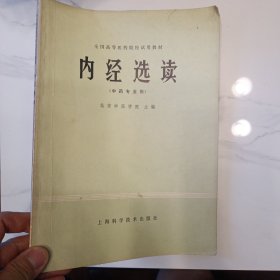 全国高等医药院校试用教材
内经选读
(中药专业用)
北京中医学院 主编
上海科学技术出版社